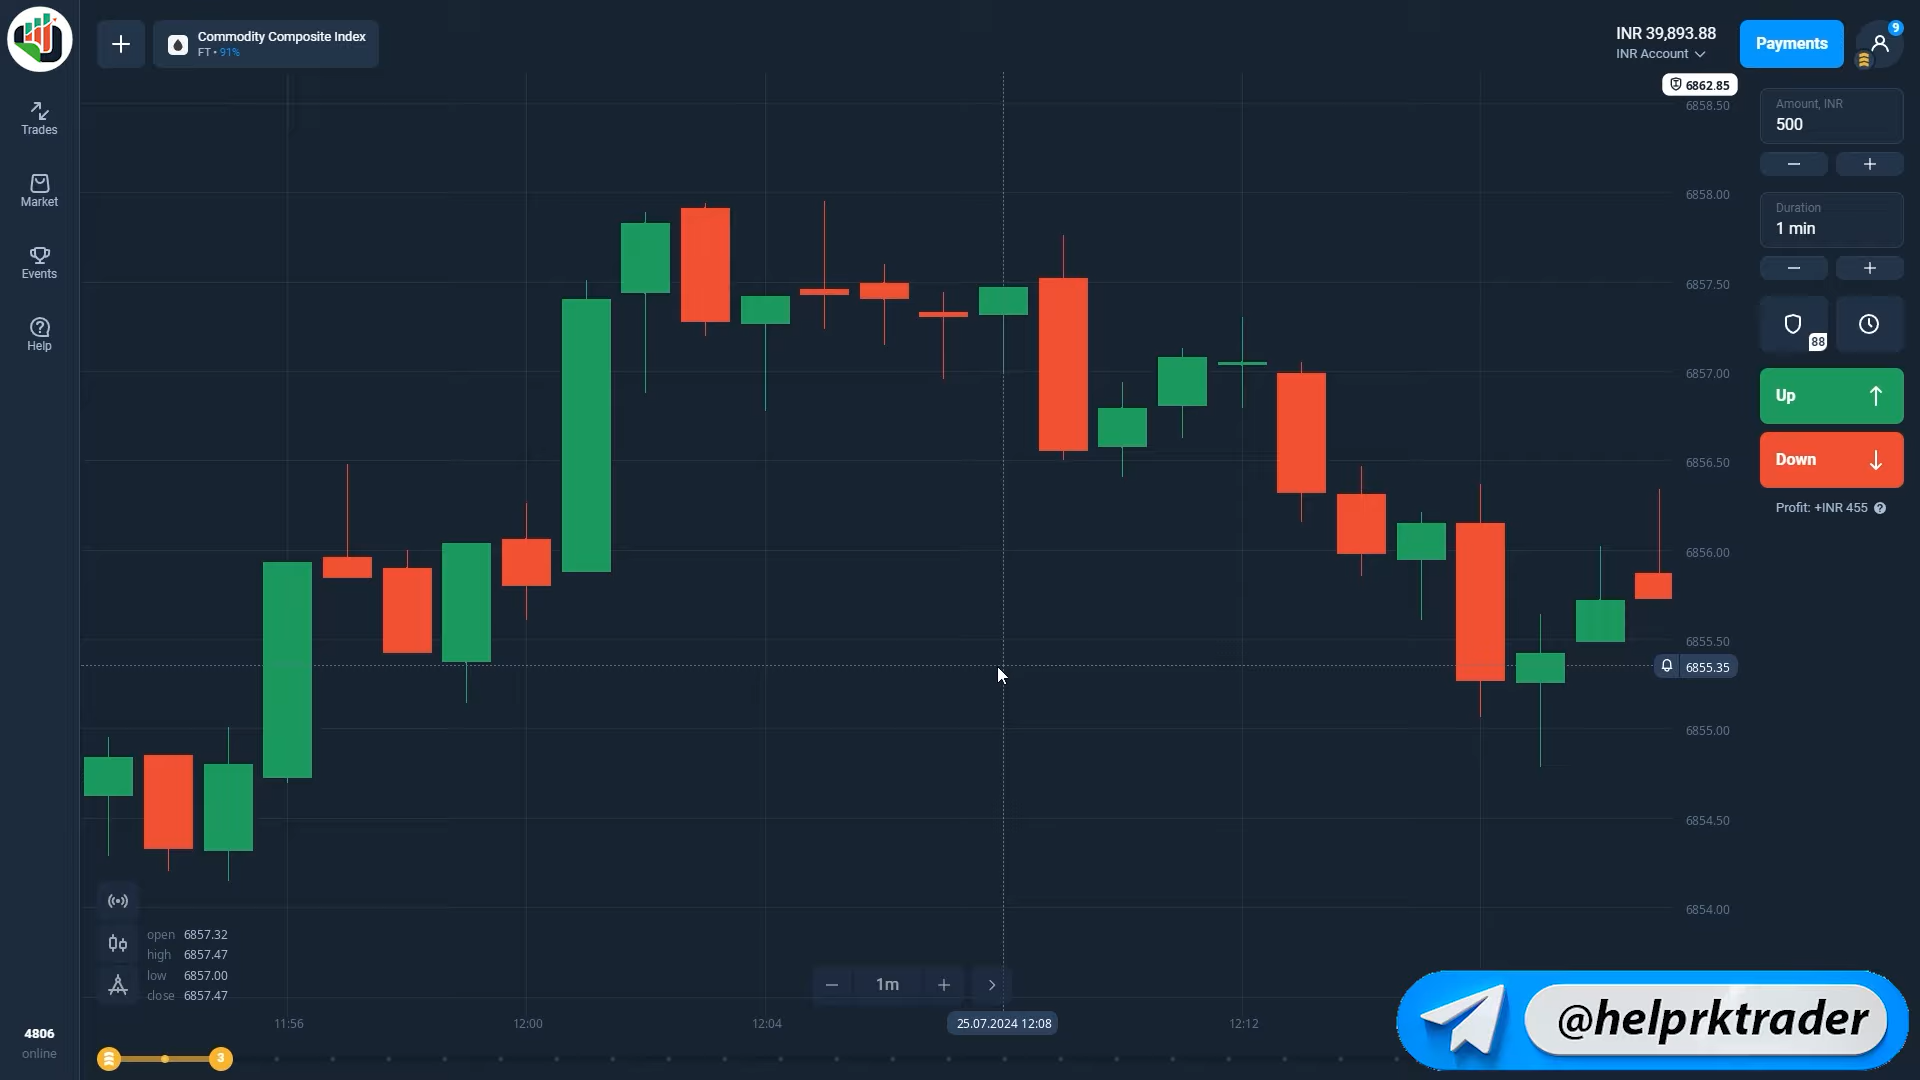 Commodity Composite Index
FT • 91%
INR 39,893.88
INR Account
Payments
9
Trades
Market
Events
Help
4806
online
6862.85
6858.50
6858.00
6857.50
6857.00
6856.50
6856.00
6855.50
6855.35
6855.00
6854.50
6854.00
Amount, INR
500
Duration
1 min
88
Up
Down
Profit: +INR 455
open 6857.32
high 6857.47
low 6857.00
close 6857.47
1m
11:56
12:00
12:04
25.07.2024 12:08
12:12
3
@helprktrader